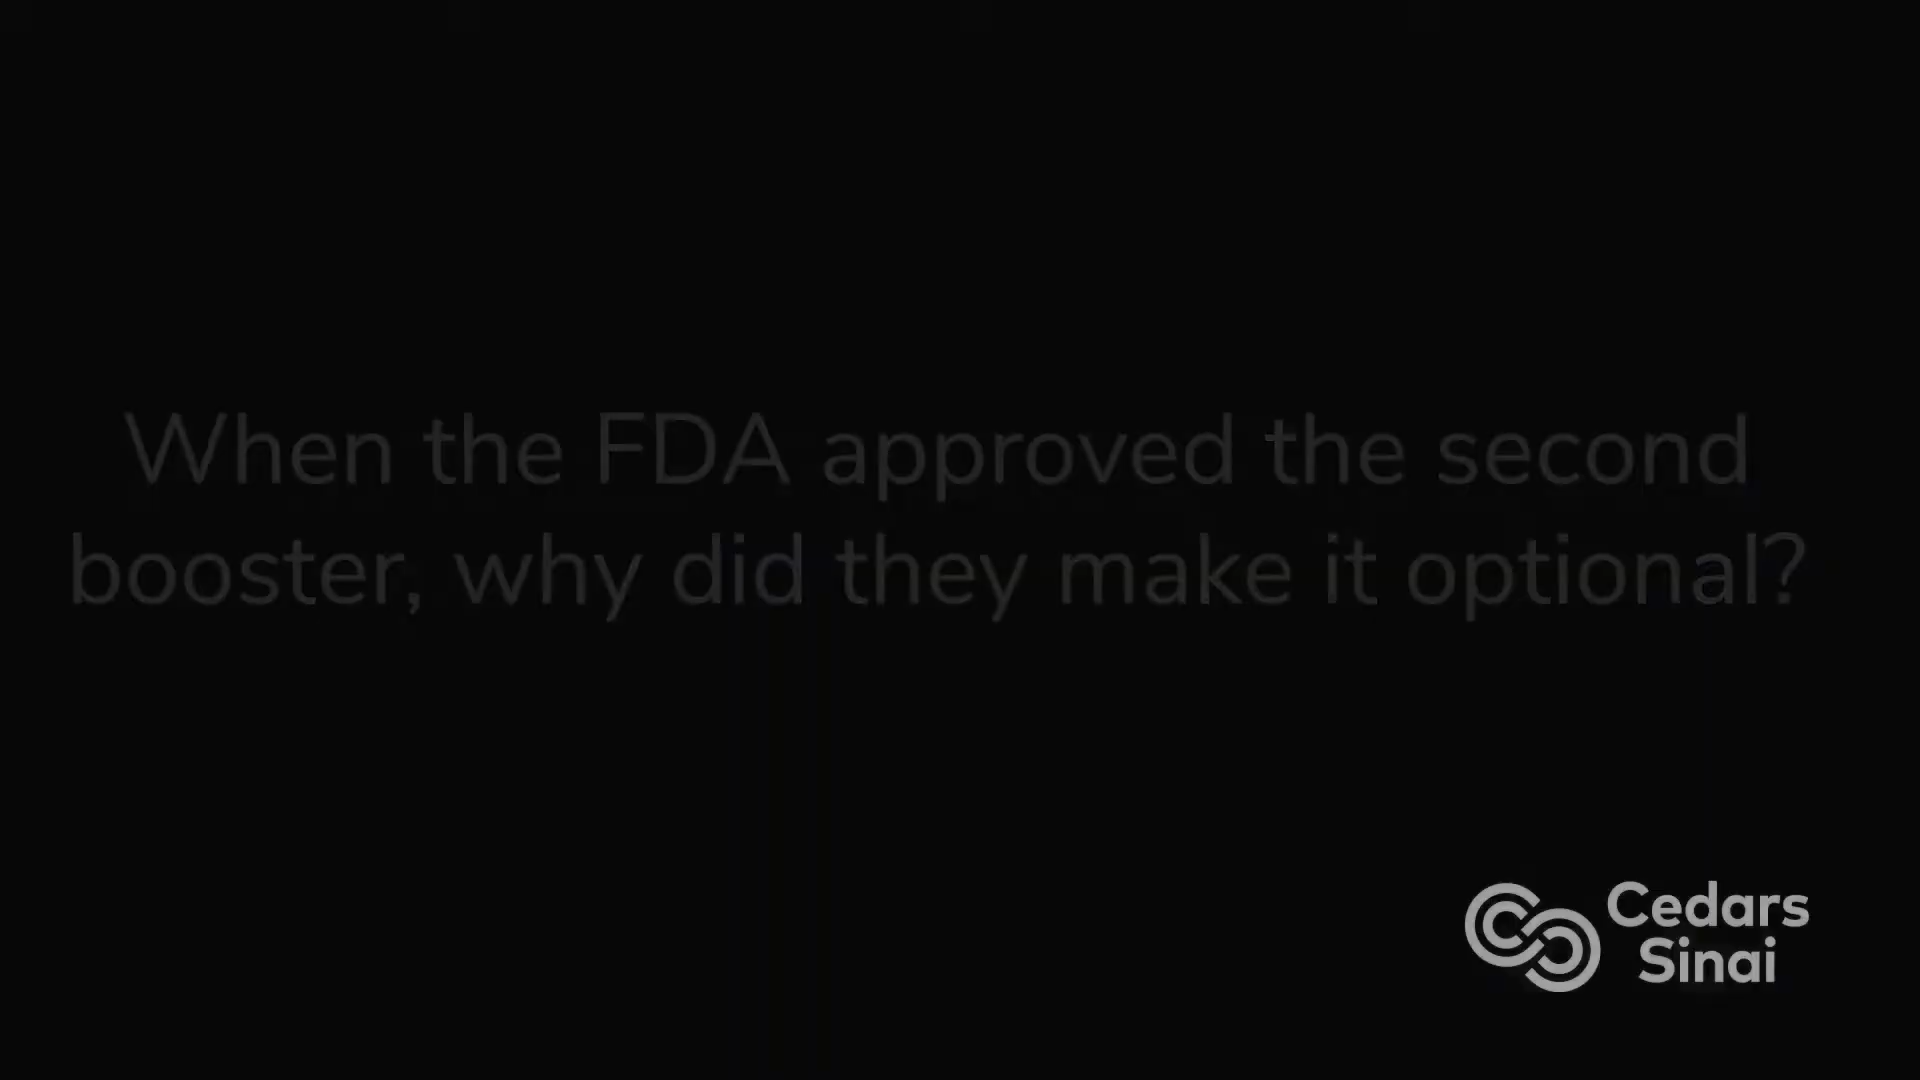 When the FDA approved the second
booster, why did they make it optional?
Cedars
Sinai